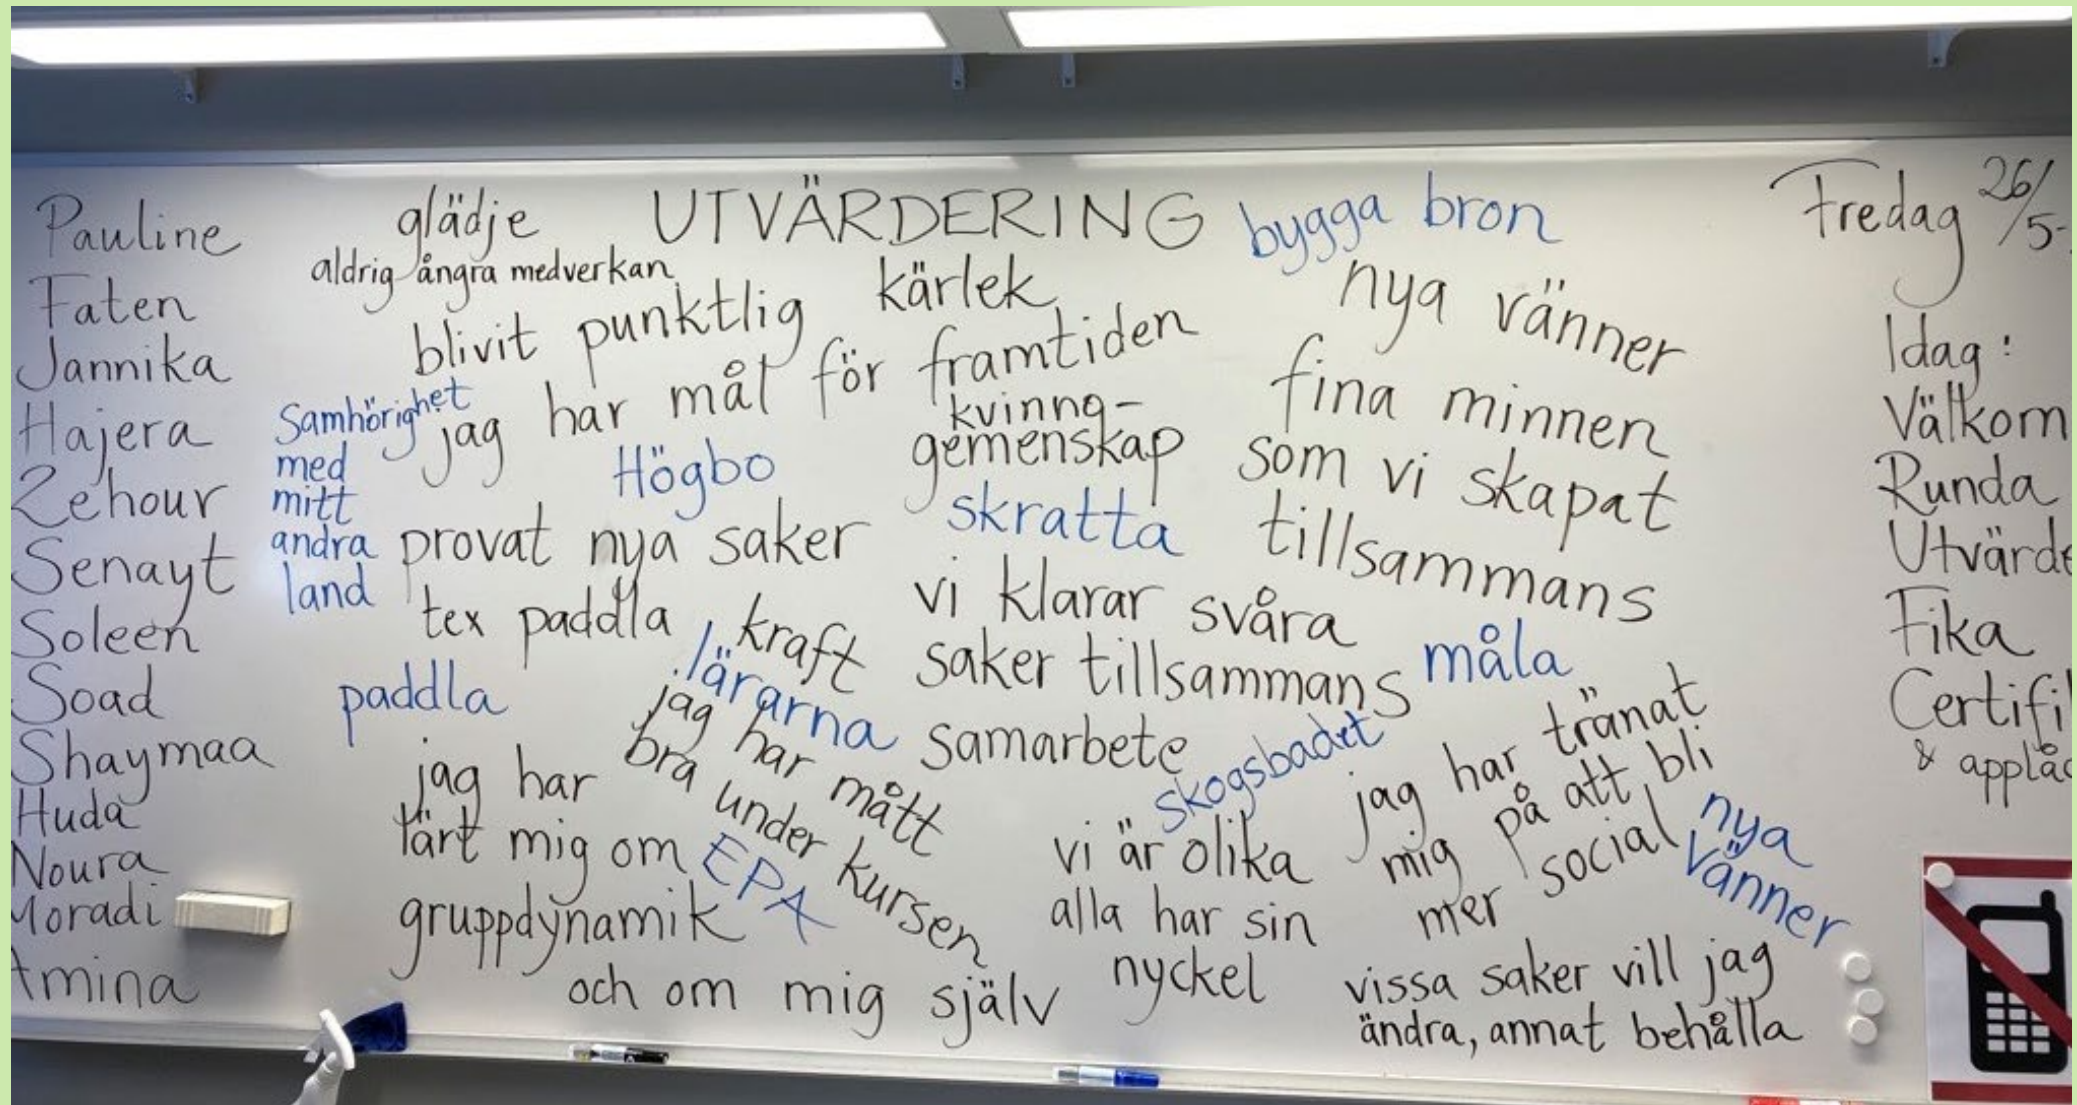 Pauline
Faten
Jannika
Hajera
Zehour
Senayt
Soleen
Soad
Shaymaa
Huda
Noura
Moradi
Amina
UTVÄRDERING
glädje
aldrig ångra medverkan
blivit punktlig
kärlek
jag har mål för framtiden
Samhörighet
med
mitt
andra
land
Högbo
kvinno-
gemenskap
skratta
provat nya saker
tex paddla
kraft
lärarna
paddla
jag har mått
bra under kursen
jag har
lärt mig om
gruppdynamik
och om mig själv
EPA
bygga bron
nya vänner
fina minnen
som vi skapat
tillsammans
vi klarar svåra
saker tillsammans
måla
samarbete
skogsbadet
vi är olika
alla har sin
nyckel
jag har tränat
mig på att bli
mer social
nya
vänner
vissa saker vill jag
ändra, annat behålla
Fredag 26/5-
Idag:
Välkom
Runda
Utvärde
Fika
Certifi
& applåd